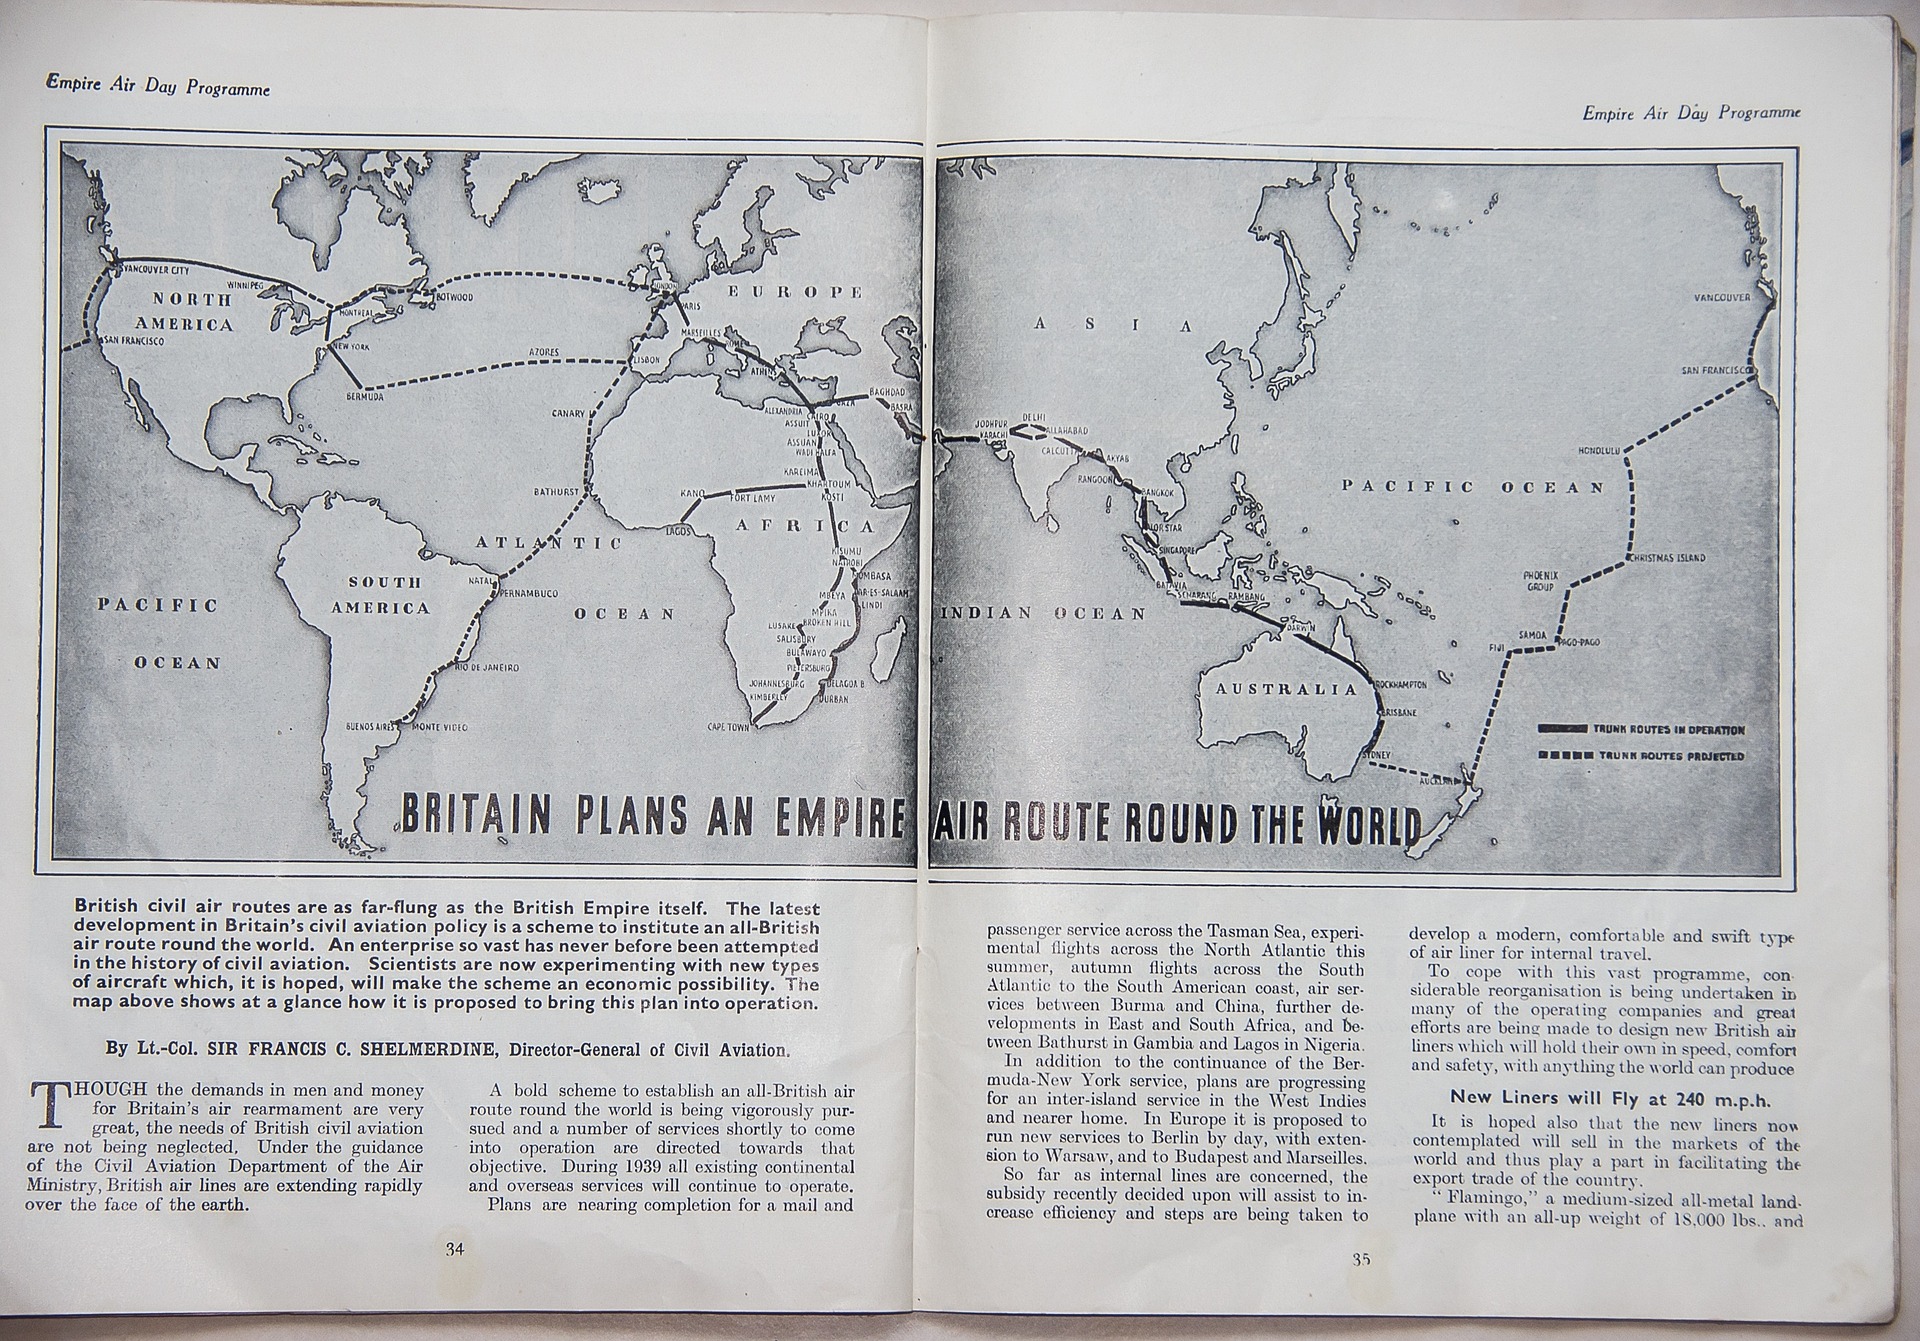 Empire Air Day Programme
Empire Air Day Programme
VANCOUVER CITY
WINNIPEG
NORTH
AMERICA
SAN FRANCISCO
MONTREAL
NEW YORK
BOTWOOD
BERMUDA
AZORES
LONDON
PARIS
EUROPE
MARSEILLES
ROME
LISBON
ATHENS
CANARY
BATHURST
ALEXANDRIA
GAZA
BAGHDAD
BASRA
CAIRO
ASSUIT
LUXOR
ASSUAN
WADI HALFA
KAREIMA
KHARTOUM
KOSTI
KANO
FORT LAMY
LAGOS
AFRICA
ATLANTIC
OCEAN
KISUMU
NAIROBI
MOMBASA
DAR-ES-SALAAM
LINDI
MBEYA
MPIKA
BROKEN HILL
LUSAKA
SALISBURY
BULAWAYO
PIETERSBURG
JOHANNESBURG
DELAGOA B.
KIMBERLEY
DURBAN
CAPE TOWN
SOUTH
AMERICA
NATAL
PERNAMBUCO
RIO DE JANEIRO
BUENOS AIRES
MONTE VIDEO
PACIFIC
OCEAN
ASIA
JODHPUR
KARACHI
DELHI
ALLAHABAD
CALCUTTA
AKYAB
RANGOON
BANGKOK
ALOR STAR
SINGAPORE
BATAVIA
RAMBANG
DARWIN
INDIAN OCEAN
AUSTRALIA
ROCKHAMPTON
BRISBANE
SYDNEY
AUCKLAND
PACIFIC OCEAN
VANCOUVER
SAN FRANCISCO
HONOLULU
CHRISTMAS ISLAND
PHOENIX
GROUP
SAMOA
PAGO-PAGO
FIJI
TRUNK ROUTES IN OPERATION
TRUNK ROUTES PROJECTED
BRITAIN PLANS AN EMPIRE AIR ROUTE ROUND THE WORLD
British civil air routes are as far-flung as the British Empire itself. The latest
development in Britain's civil aviation policy is a scheme to institute an all-British
air route round the world. An enterprise so vast has never before been attempted
in the history of civil aviation. Scientists are now experimenting with new types
of aircraft which, it is hoped, will make the scheme an economic possibility. The
map above shows at a glance how it is proposed to bring this plan into operation.
By Lt.-Col. SIR FRANCIS C. SHELMERDINE, Director-General of Civil Aviation.
THOUGH the demands in men and money
for Britain's air rearmament are very
great, the needs of British civil aviation
are not being neglected. Under the guidance
of the Civil Aviation Department of the Air
Ministry, British air lines are extending rapidly
over the face of the earth.
A bold scheme to establish an all-British air
route round the world is being vigorously pur-
sued and a number of services shortly to come
into operation are directed towards that
objective. During 1939 all existing continental
and overseas services will continue to operate.
Plans are nearing completion for a mail and
34
passenger service across the Tasman Sea, experi-
mental flights across the North Atlantic this
summer, autumn flights across the South
Atlantic to the South American coast, air ser-
vices between Burma and China, further de-
velopments in East and South Africa, and be-
tween Bathurst in Gambia and Lagos in Nigeria.
In addition to the continuance of the Ber-
muda-New York service, plans are progressing
for an inter-island service in the West Indies
and nearer home. In Europe it is proposed to
run new services to Berlin by day, with exten-
sion to Warsaw, and to Budapest and Marseilles.
So far as internal lines are concerned, the
subsidy recently decided upon will assist to in-
crease efficiency and steps are being taken to
develop a modern, comfortable and swift type
of air liner for internal travel.
To cope with this vast programme, con-
siderable reorganisation is being undertaken in
many of the operating companies and great
efforts are being made to design new British air
liners which will hold their own in speed, comfort
and safety, with anything the world can produce
New Liners will Fly at 240 m.p.h.
It is hoped also that the new liners now
contemplated will sell in the markets of the
world and thus play a part in facilitating the
export trade of the country.
"Flamingo," a medium-sized all-metal land-
plane with an all-up weight of 18,000 lbs., and
35